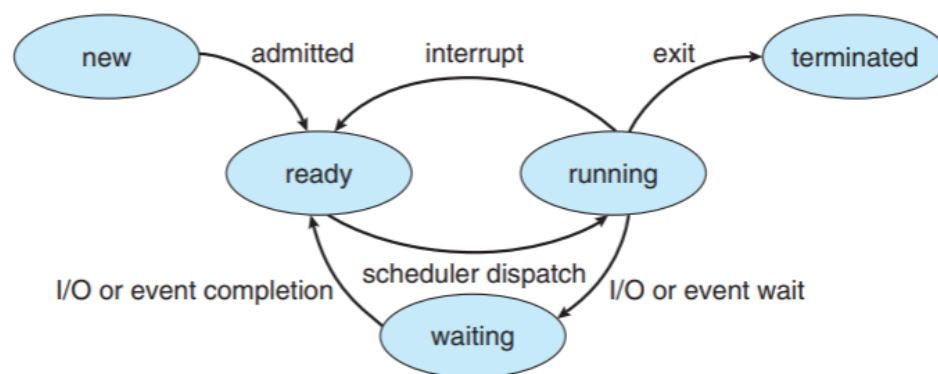 new
admitted
interrupt
exit
terminated
ready
running
scheduler dispatch
I/O or event completion
I/O or event wait
waiting